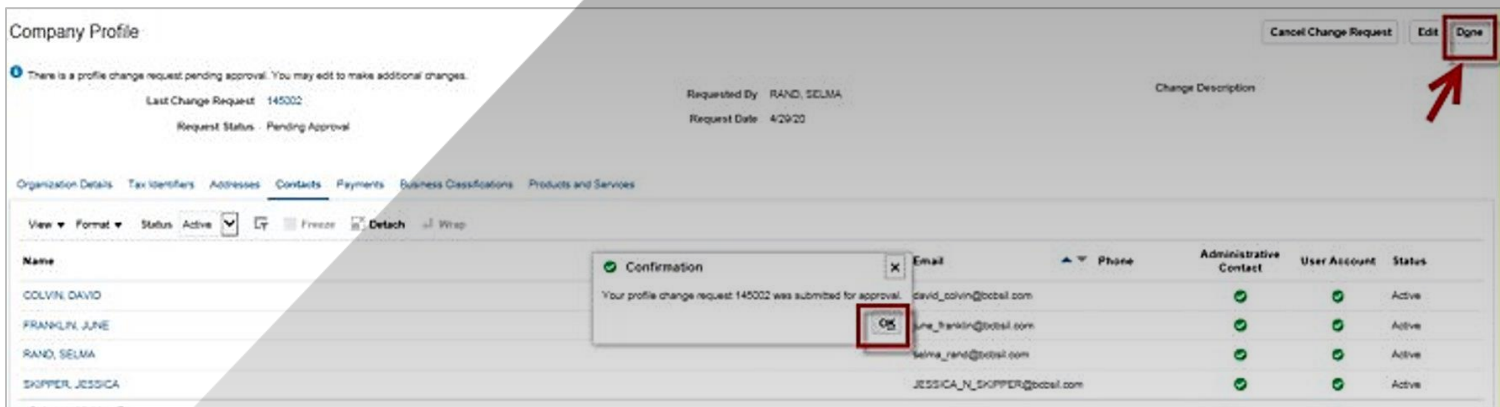 Company Profile
Cancel Change Request Edit Done
There is a profile change request pending approval. You may edit to make additional changes.
Last Change Request 145002
Requested By RAND, SELMA
Change Description
Request Status Pending Approval
Request Date 4/29/20
Organization Details Tax Identifiers Addresses Contacts Payments Business Classifications Products and Services
View Format Status Active Freeze Detach Wrap
Name Email Phone Administrative Contact User Account Status
Confirmation
Your profile change request 145002 was submitted for approval.
OK
COLVIN, DAVID david_colvin@bcbsil.com Active
FRANKLIN, JUNE june_franklin@bcbsil.com Active
RAND, SELMA selma_rand@bcbsil.com Active
SKIPPER, JESSICA JESSICA_N_SKIPPER@bcbsil.com Active